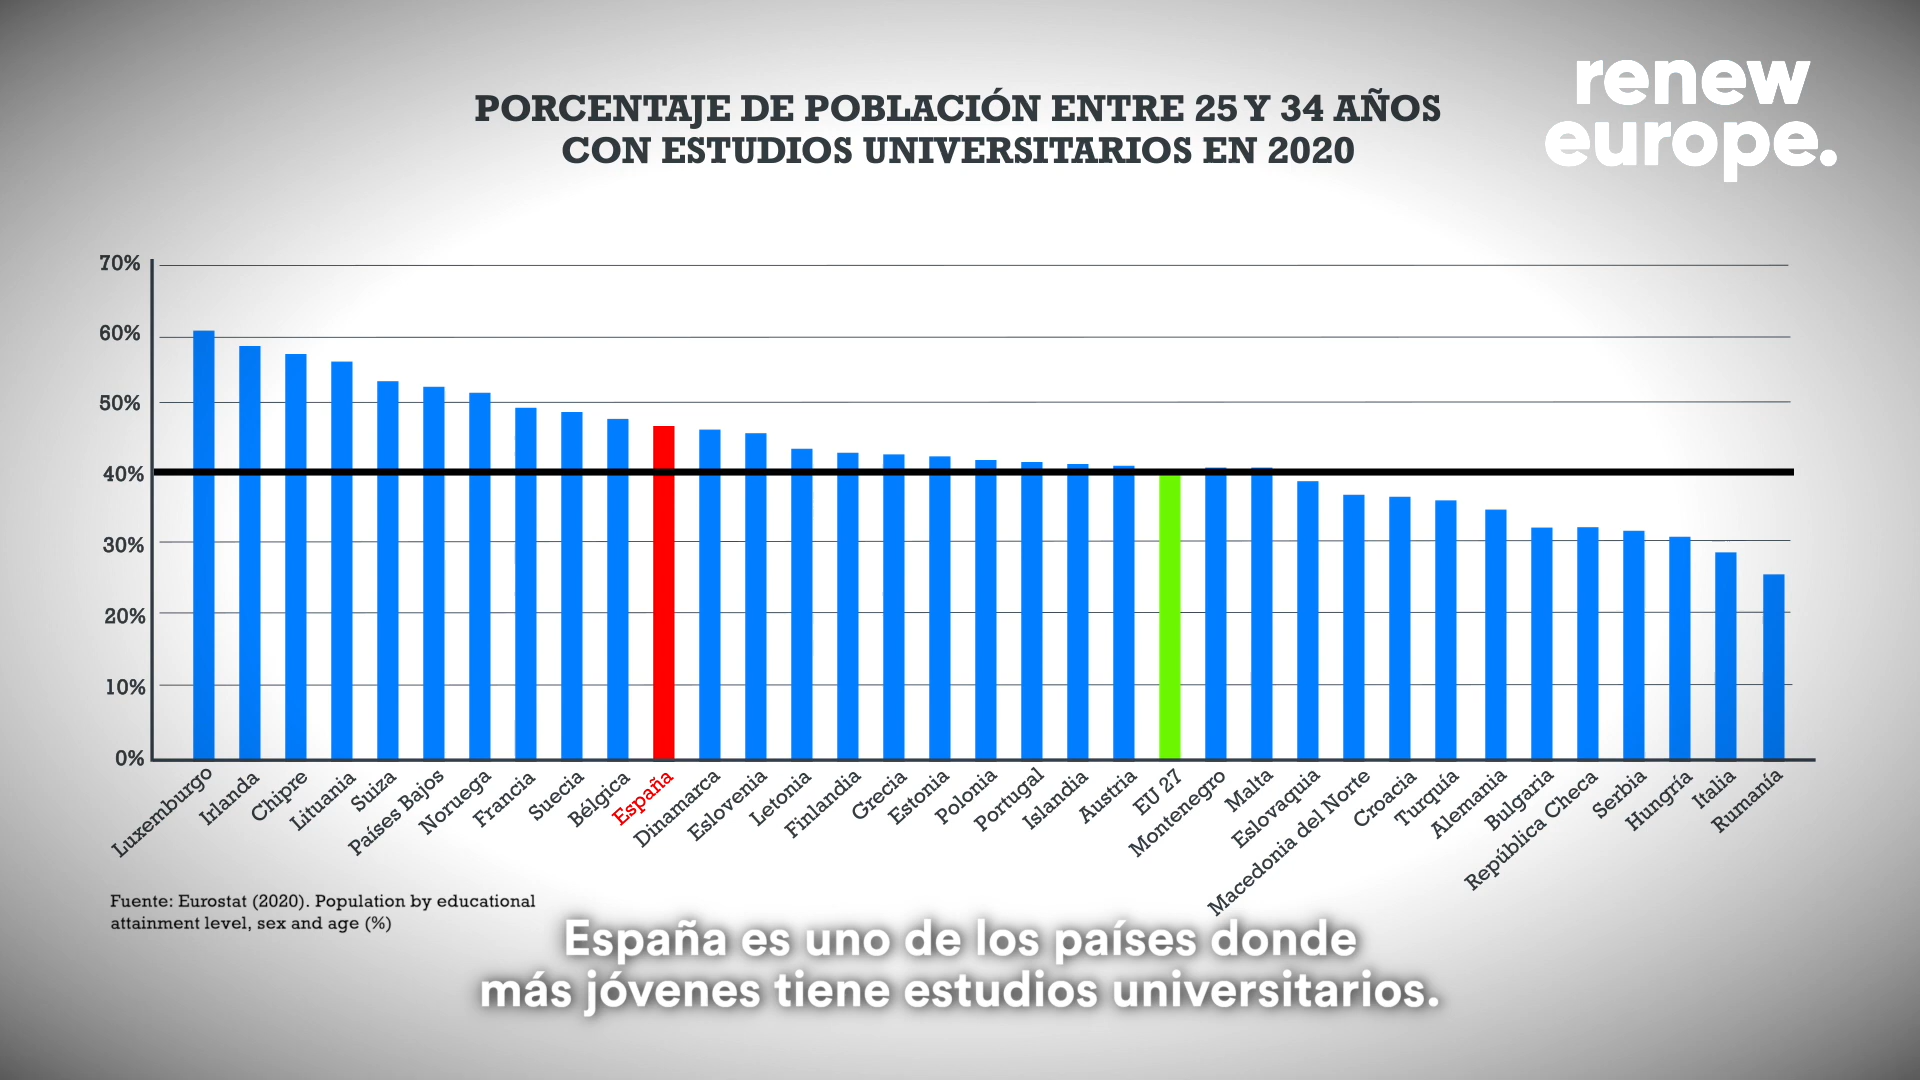 PORCENTAJE DE POBLACIÓN ENTRE 25 Y 34 AÑOS
CON ESTUDIOS UNIVERSITARIOS EN 2020
renew
europe.
70%
60%
50%
40%
30%
20%
10%
0%
Luxemburgo
Irlanda
Chipre
Lituania
Suiza
Países Bajos
Noruega
Francia
Suecia
Bélgica
España
Dinamarca
Eslovenia
Letonia
Finlandia
Grecia
Estonia
Polonia
Portugal
Islandia
Austria
EU 27
Montenegro
Malta
Eslovaquia
Macedonia del Norte
Croacia
Turquía
Alemania
Bulgaria
República Checa
Serbia
Hungría
Italia
Rumanía
Fuente: Eurostat (2020). Population by educational
attainment level, sex and age (%)
España es uno de los países donde
más jóvenes tiene estudios universitarios.